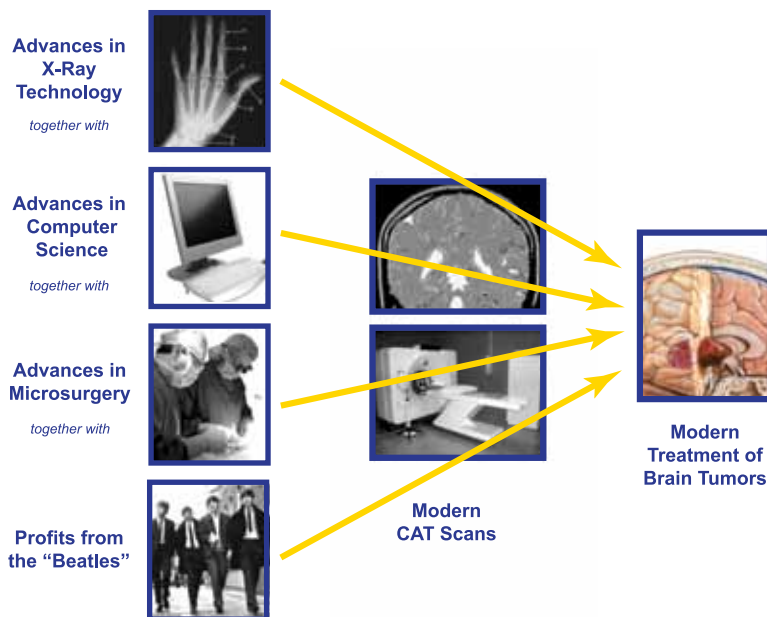 Advances in
X-Ray
Technology
together with
Advances in
Computer
Science
together with
Advances in
Microsurgery
together with
Profits from
the “Beatles”
Modern
CAT Scans
Modern
Treatment of
Brain Tumors